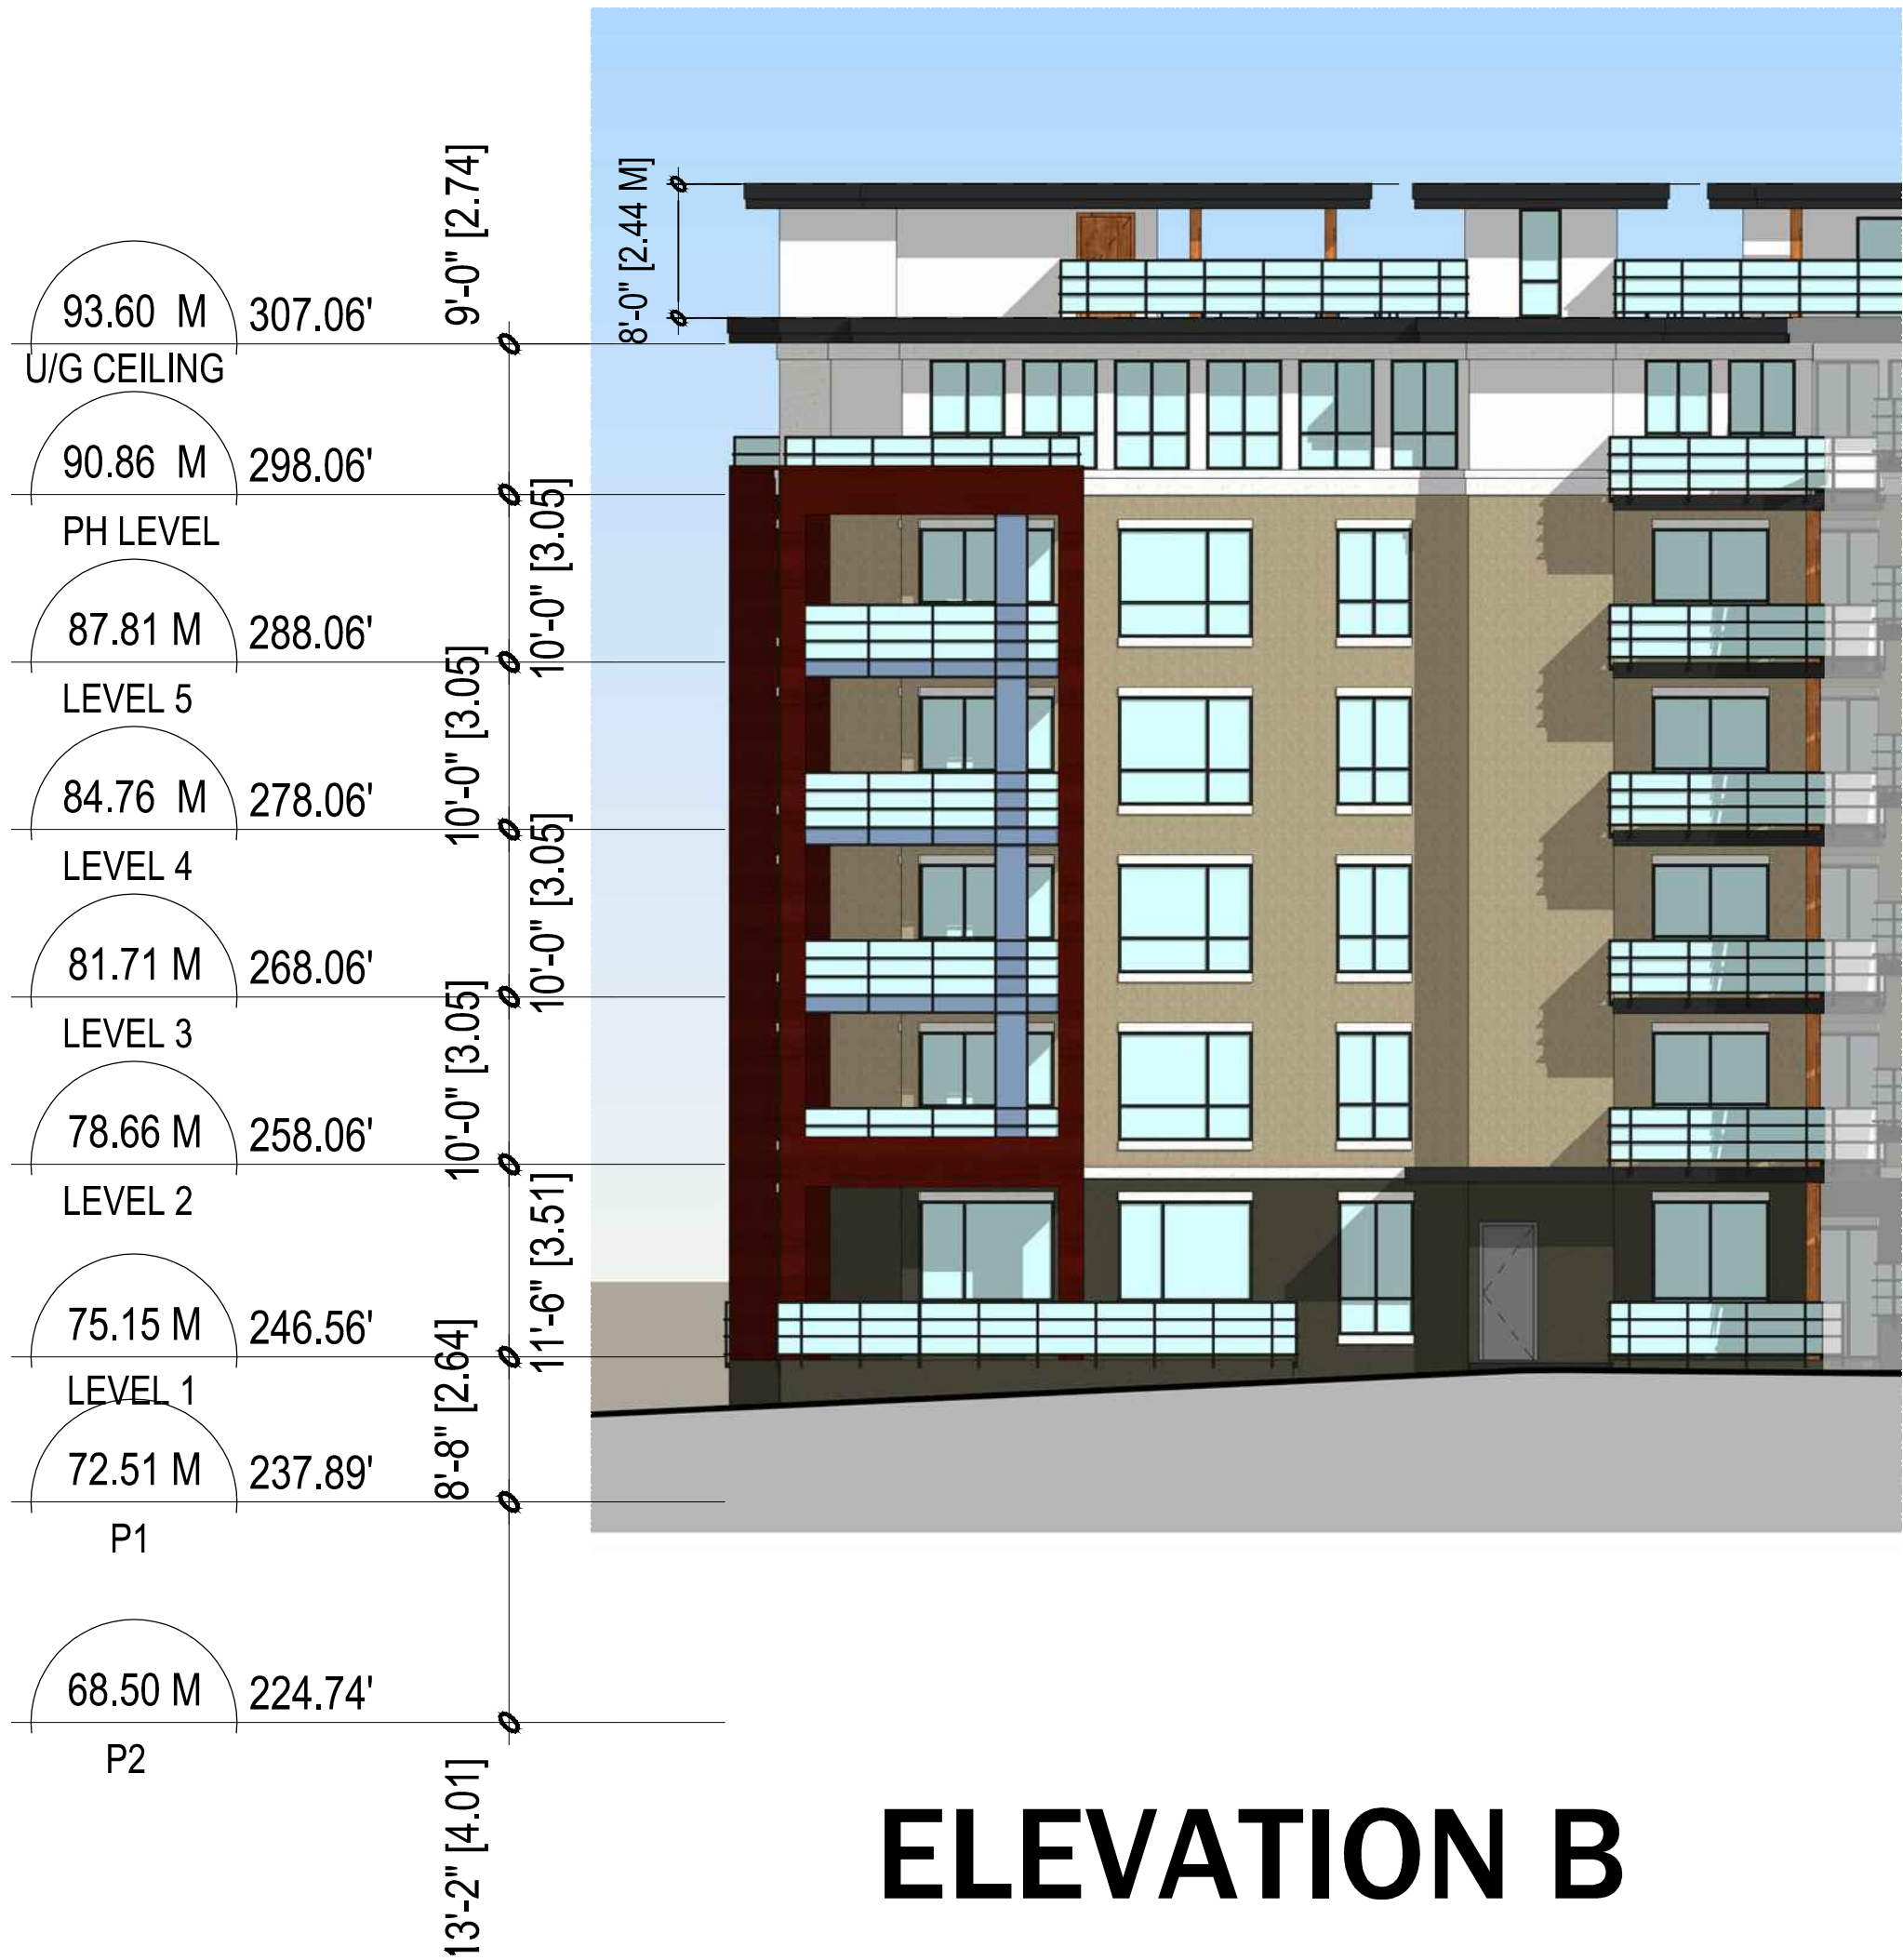 9'-0" [2.74]
8'-0" [2.44 M]
93.60 M 307.06'
U/G CEILING
90.86 M 298.06'
PH LEVEL
10'-0" [3.05]
87.81 M 288.06'
LEVEL 5
10'-0" [3.05]
84.76 M 278.06'
LEVEL 4
10'-0" [3.05]
81.71 M 268.06'
LEVEL 3
10'-0" [3.05]
78.66 M 258.06'
LEVEL 2
11'-6" [3.51]
75.15 M 246.56'
LEVEL 1
8'-8" [2.64]
72.51 M 237.89'
P1
68.50 M 224.74'
P2
13'-2" [4.01]
ELEVATION B